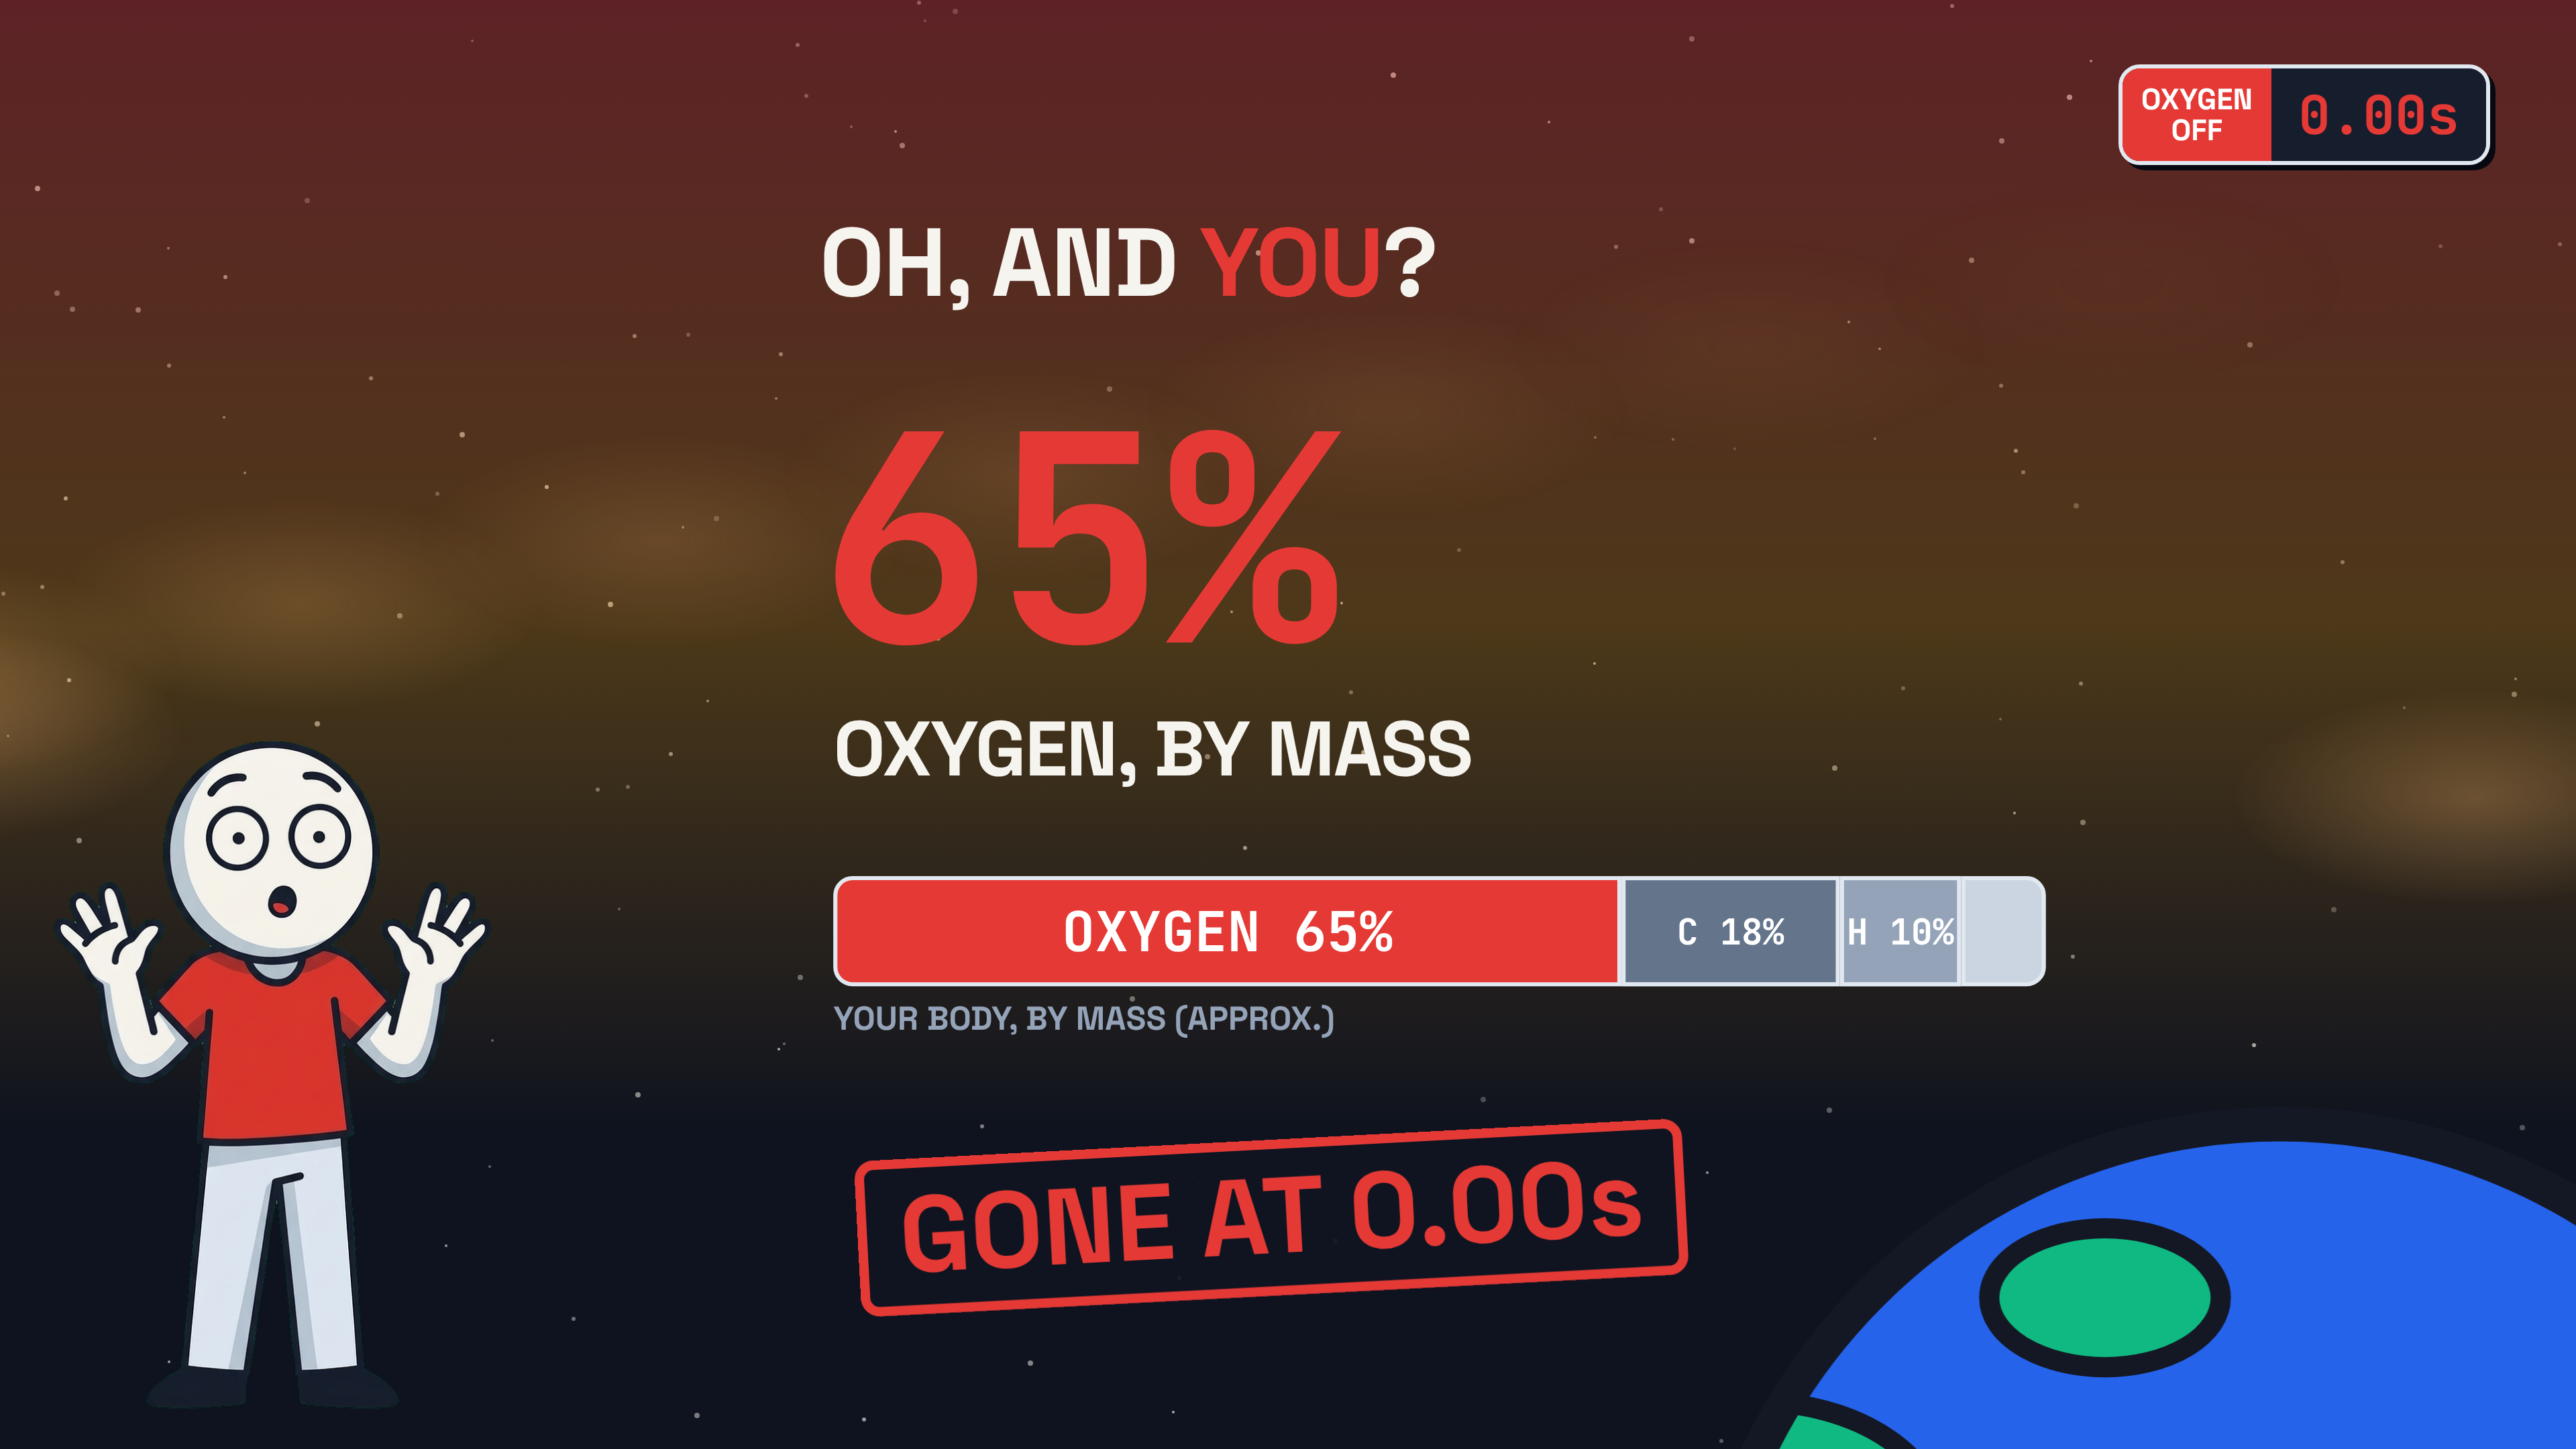 OXYGEN
OFF
0.00s
OH, AND YOU?
65%
OXYGEN, BY MASS
OXYGEN 65%
C 18%
H 10%
YOUR BODY, BY MASS (APPROX.)
GONE AT 0.00s